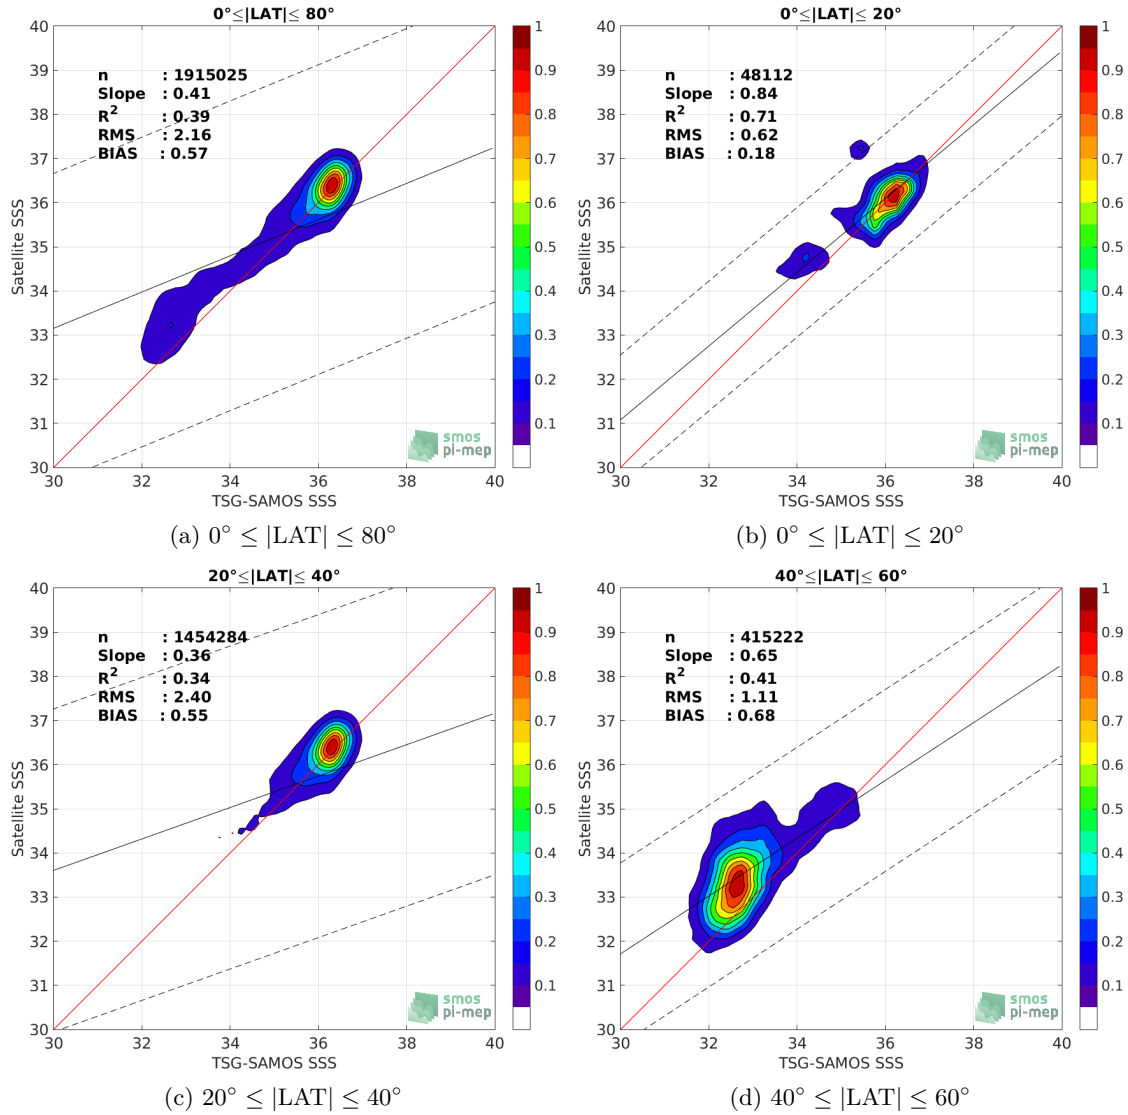 0°≤|LAT|≤ 80°
40
39
38
37
36
35
34
33
32
31
30
Satellite SSS
n : 1915025
Slope : 0.41
R2 : 0.39
RMS : 2.16
BIAS : 0.57
smos
pi-mep
30 32 34 36 38 40
TSG-SAMOS SSS
1
0.9
0.8
0.7
0.6
0.5
0.4
0.3
0.2
0.1
(a) 0° ≤ |LAT| ≤ 80°
0°≤|LAT|≤ 20°
40
39
38
37
36
35
34
33
32
31
30
Satellite SSS
n : 48112
Slope : 0.84
R2 : 0.71
RMS : 0.62
BIAS : 0.18
smos
pi-mep
30 32 34 36 38 40
TSG-SAMOS SSS
1
0.9
0.8
0.7
0.6
0.5
0.4
0.3
0.2
0.1
(b) 0° ≤ |LAT| ≤ 20°
20°≤|LAT|≤ 40°
40
39
38
37
36
35
34
33
32
31
30
Satellite SSS
n : 1454284
Slope : 0.36
R2 : 0.34
RMS : 2.40
BIAS : 0.55
smos
pi-mep
30 32 34 36 38 40
TSG-SAMOS SSS
1
0.9
0.8
0.7
0.6
0.5
0.4
0.3
0.2
0.1
(c) 20° ≤ |LAT| ≤ 40°
40°≤|LAT|≤ 60°
40
39
38
37
36
35
34
33
32
31
30
Satellite SSS
n : 415222
Slope : 0.65
R2 : 0.41
RMS : 1.11
BIAS : 0.68
smos
pi-mep
30 32 34 36 38 40
TSG-SAMOS SSS
1
0.9
0.8
0.7
0.6
0.5
0.4
0.3
0.2
0.1
(d) 40° ≤ |LAT| ≤ 60°